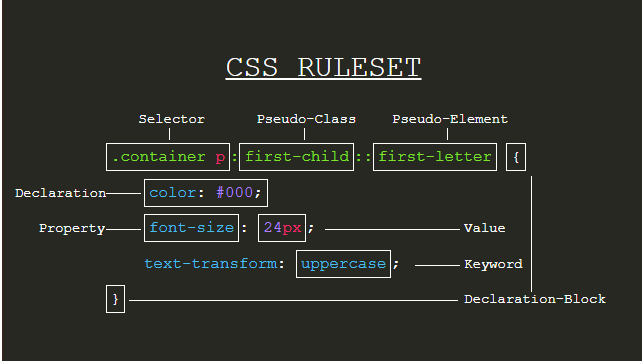 CSS RULESET
Selector Pseudo-Class Pseudo-Element
.container p:first-child::first-letter {
Declaration color: #000;
Property font-size: 24px; Value
text-transform: uppercase; Keyword
} Declaration-Block